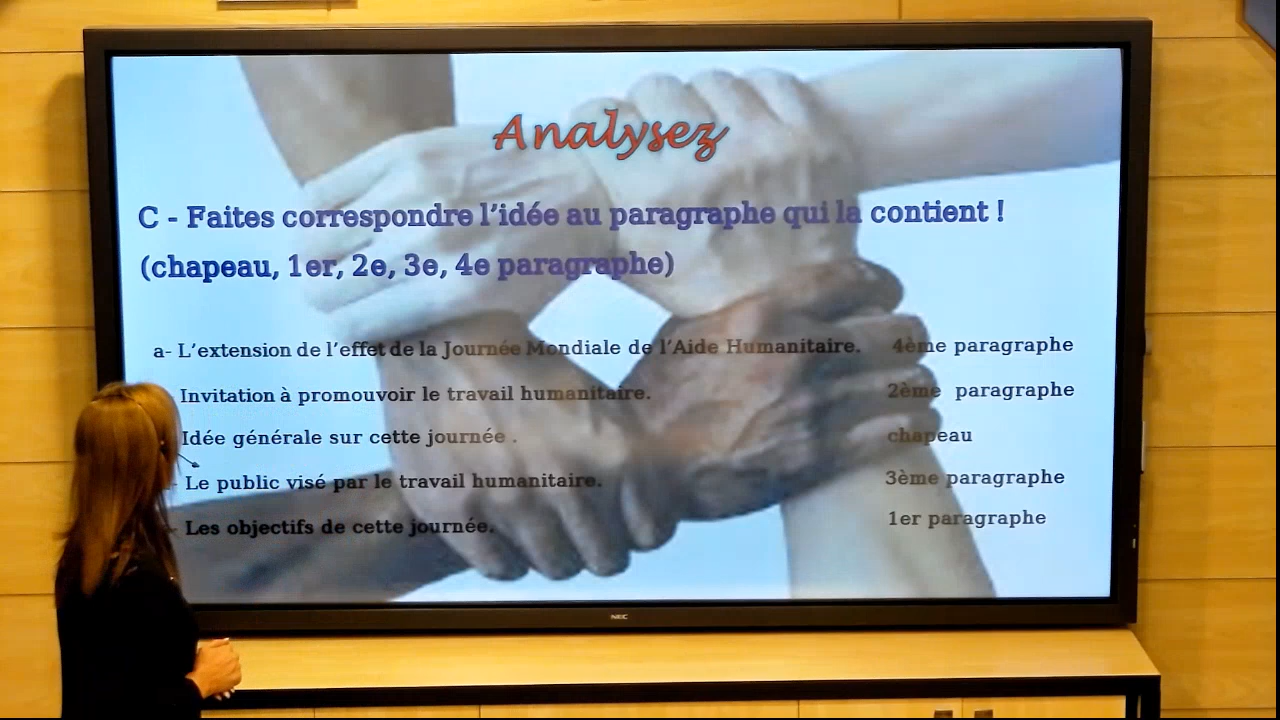 Analysez
C - Faites correspondre l'idée au paragraphe qui la contient !
(chapeau, 1er, 2e, 3e, 4e paragraphe)
a- L'extension de l'effet de la Journée Mondiale de l'Aide Humanitaire. 4ème paragraphe
Invitation à promouvoir le travail humanitaire. 2ème paragraphe
Idée générale sur cette journée . chapeau
Le public visé par le travail humanitaire. 3ème paragraphe
- Les objectifs de cette journée. 1er paragraphe
NEC